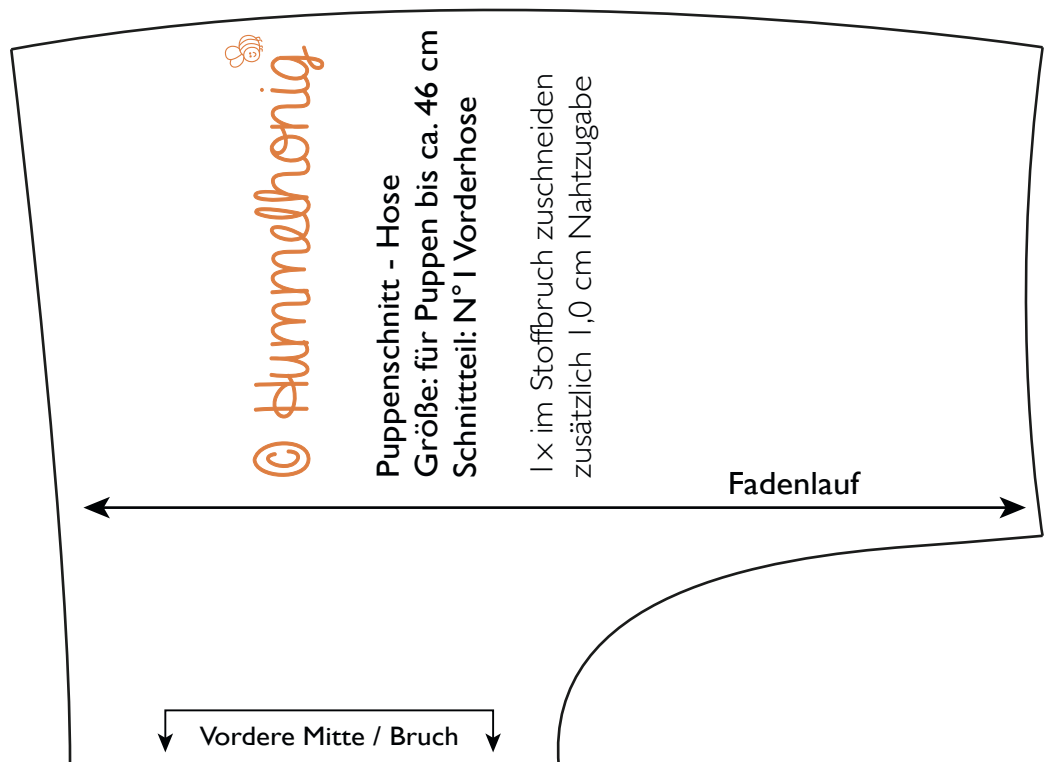 © Hummelhonig
Puppenschnitt - Hose
Größe: für Puppen bis ca. 46 cm
Schnittteil: N° 1 Vorderhose
1x im Stoffbruch zuschneiden
zusätzlich 1,0 cm Nahtzugabe
Fadenlauf
Vordere Mitte / Bruch